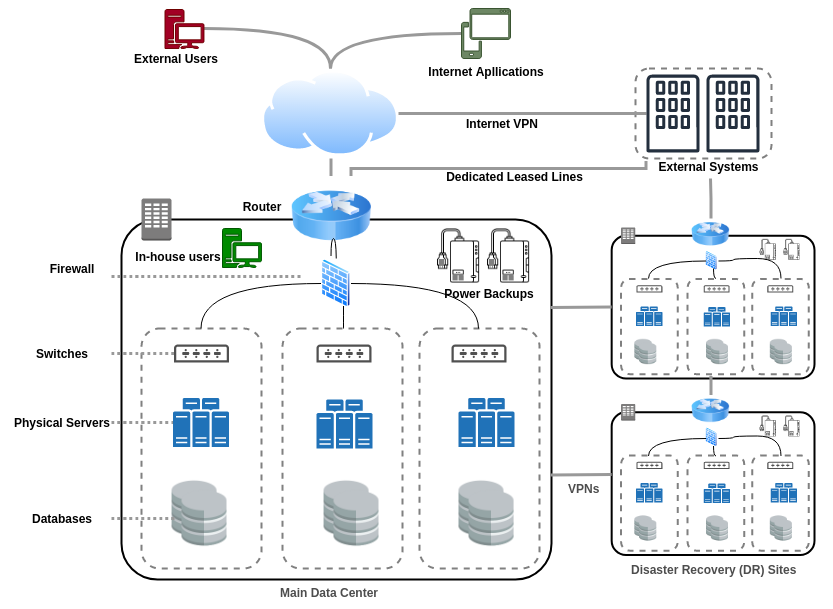 External Users
Internet Apllications
Internet VPN
Dedicated Leased Lines
External Systems
Router
In-house users
Firewall
Power Backups
Switches
Physical Servers
Databases
VPNs
Main Data Center
Disaster Recovery (DR) Sites